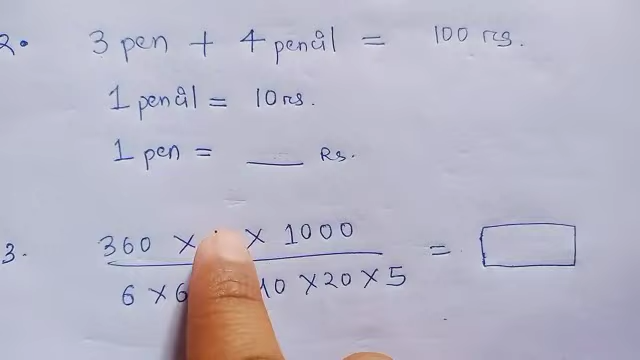 2. 3 pen + 4 pencil = 100 rs.
1 pencil = 10 rs.
1 pen = ___ Rs.
3. 360 × × 1000 =
6 × 6 10 × 20 × 5